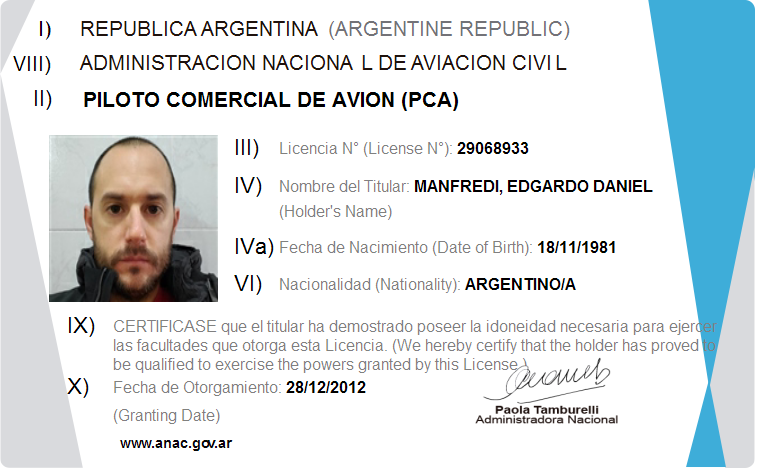 I) REPUBLICA ARGENTINA (ARGENTINE REPUBLIC)
VIII) ADMINISTRACION NACIONA L DE AVIACION CIVI L
II) PILOTO COMERCIAL DE AVION (PCA)
III) Licencia N° (License N°): 29068933
IV) Nombre del Titular: MANFREDI, EDGARDO DANIEL
(Holder's Name)
IVa) Fecha de Nacimiento (Date of Birth): 18/11/1981
VI) Nacionalidad (Nationality): ARGENTINO/A
IX) CERTIFICASE que el titular ha demostrado poseer la idoneidad necesaria para ejercer
las facultades que otorga esta Licencia. (We hereby certify that the holder has proved to
be qualified to exercise the powers granted by this License.)
X) Fecha de Otorgamiento: 28/12/2012
(Granting Date)
Paola Tamburelli
Administradora Nacional
www.anac.gov.ar